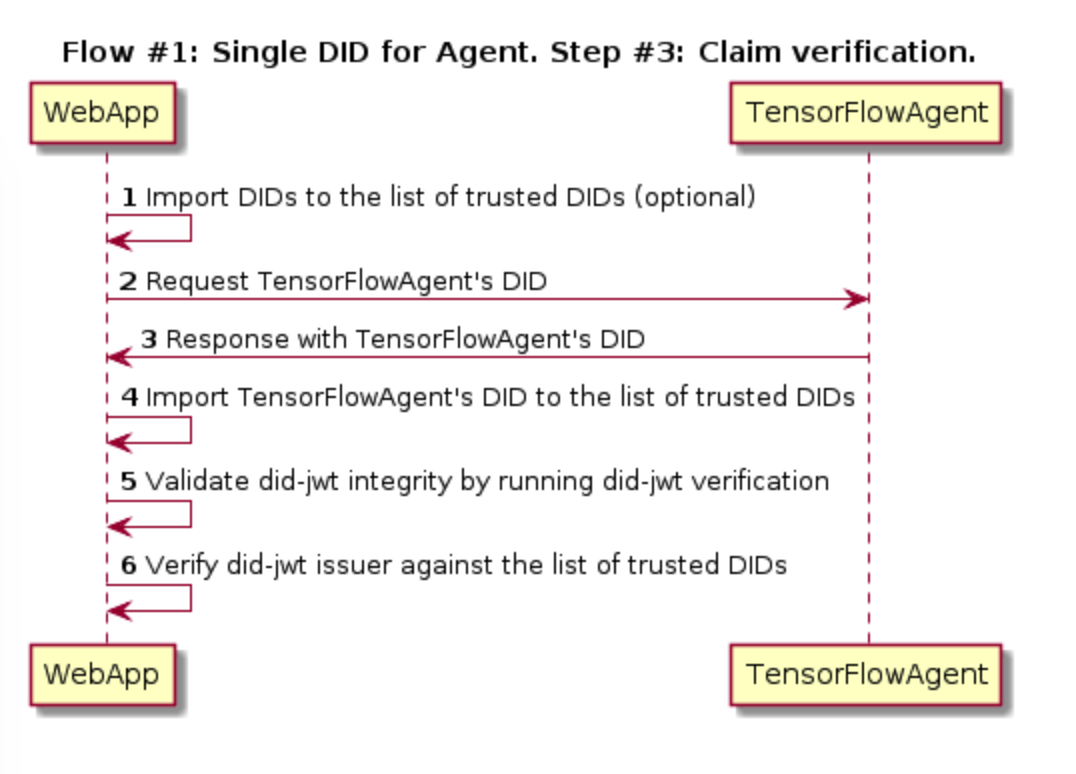 Flow #1: Single DID for Agent. Step #3: Claim verification.
WebApp
TensorFlowAgent
1 Import DIDs to the list of trusted DIDs (optional)
2 Request TensorFlowAgent's DID
3 Response with TensorFlowAgent's DID
4 Import TensorFlowAgent's DID to the list of trusted DIDs
5 Validate did-jwt integrity by running did-jwt verification
6 Verify did-jwt issuer against the list of trusted DIDs
WebApp
TensorFlowAgent